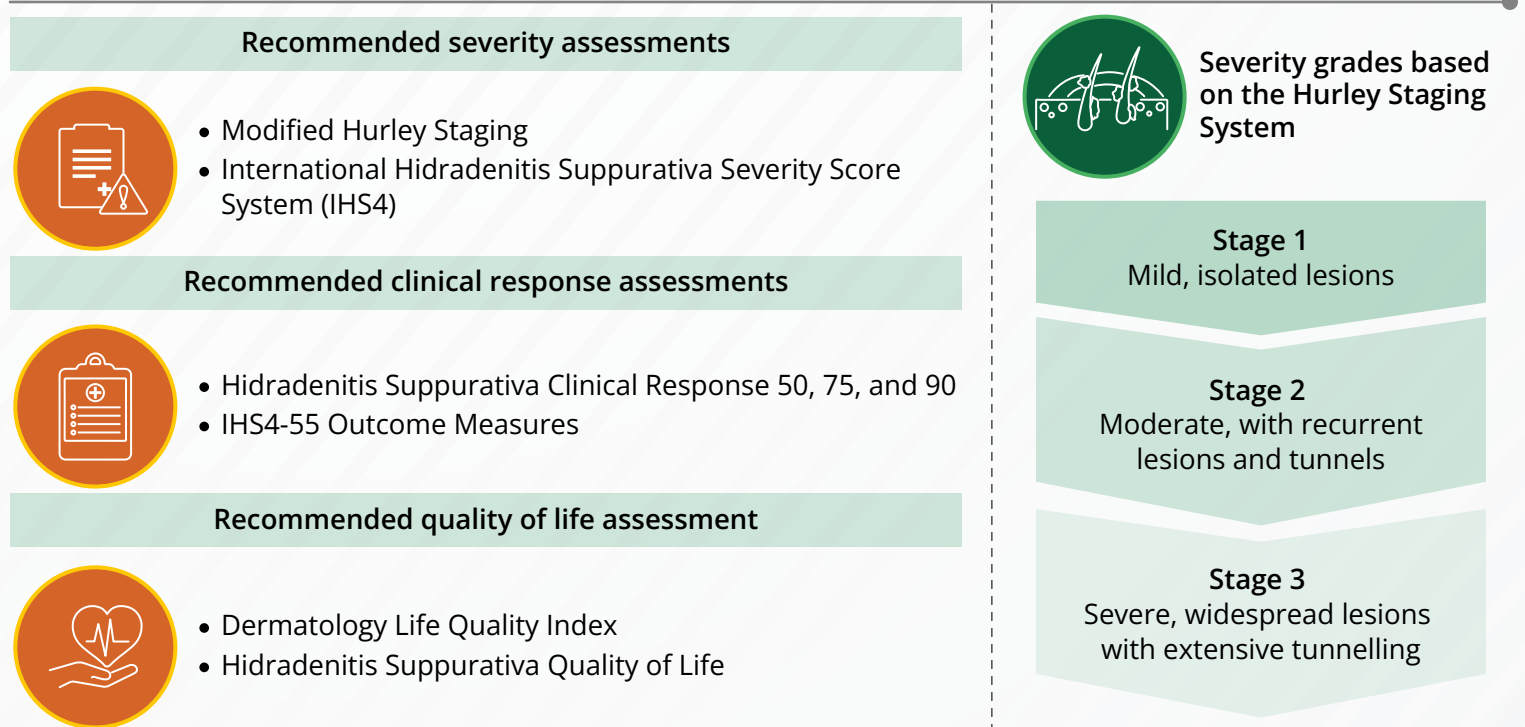 Recommended severity assessments
• Modified Hurley Staging
• International Hidradenitis Suppurativa Severity Score
System (IHS4)
Recommended clinical response assessments
• Hidradenitis Suppurativa Clinical Response 50, 75, and 90
• IHS4-55 Outcome Measures
Recommended quality of life assessment
• Dermatology Life Quality Index
• Hidradenitis Suppurativa Quality of Life
Severity grades based
on the Hurley Staging
System
Stage 1
Mild, isolated lesions
Stage 2
Moderate, with recurrent
lesions and tunnels
Stage 3
Severe, widespread lesions
with extensive tunnelling